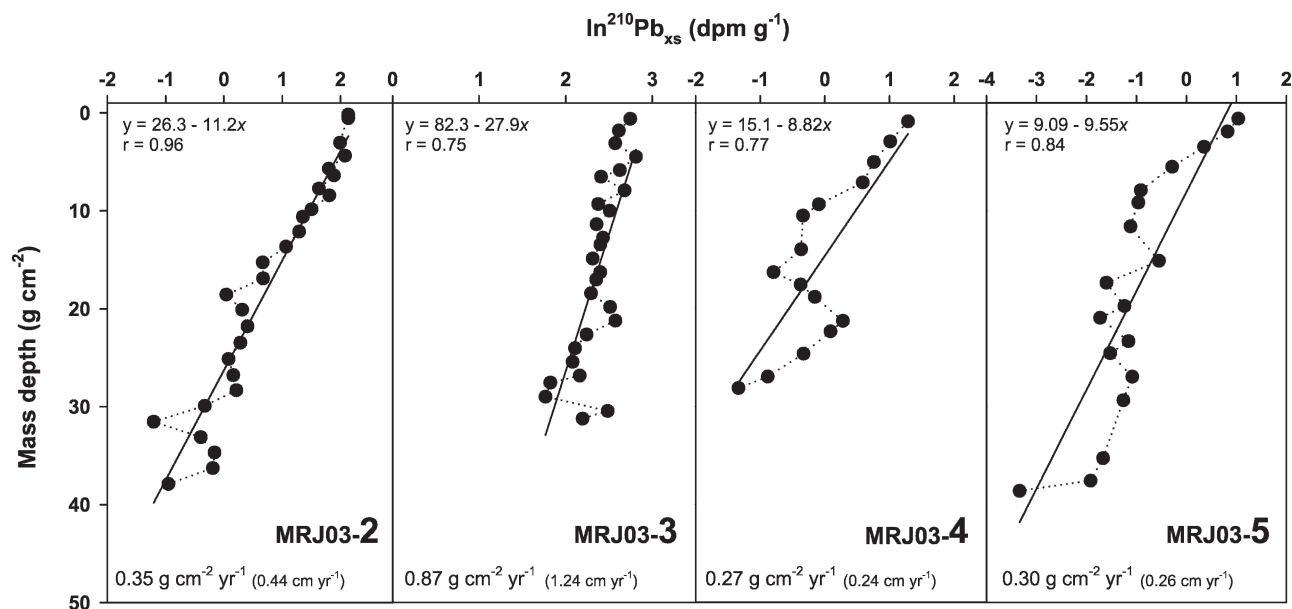 ln²¹⁰Pbxs (dpm g⁻¹)
-2 -1 0 1 2 0 1 2 3 -2 -1 0 1 2 -4 -3 -2 -1 0 1 2
Mass depth (g cm⁻²)
0
10
20
30
40
50
y = 26.3 - 11.2x
r = 0.96
MRJ03-2
0.35 g cm⁻² yr⁻¹ (0.44 cm yr⁻¹)
y = 82.3 - 27.9x
r = 0.75
MRJ03-3
0.87 g cm⁻² yr⁻¹ (1.24 cm yr⁻¹)
y = 15.1 - 8.82x
r = 0.77
MRJ03-4
0.27 g cm⁻² yr⁻¹ (0.24 cm yr⁻¹)
y = 9.09 - 9.55x
r = 0.84
MRJ03-5
0.30 g cm⁻² yr⁻¹ (0.26 cm yr⁻¹)